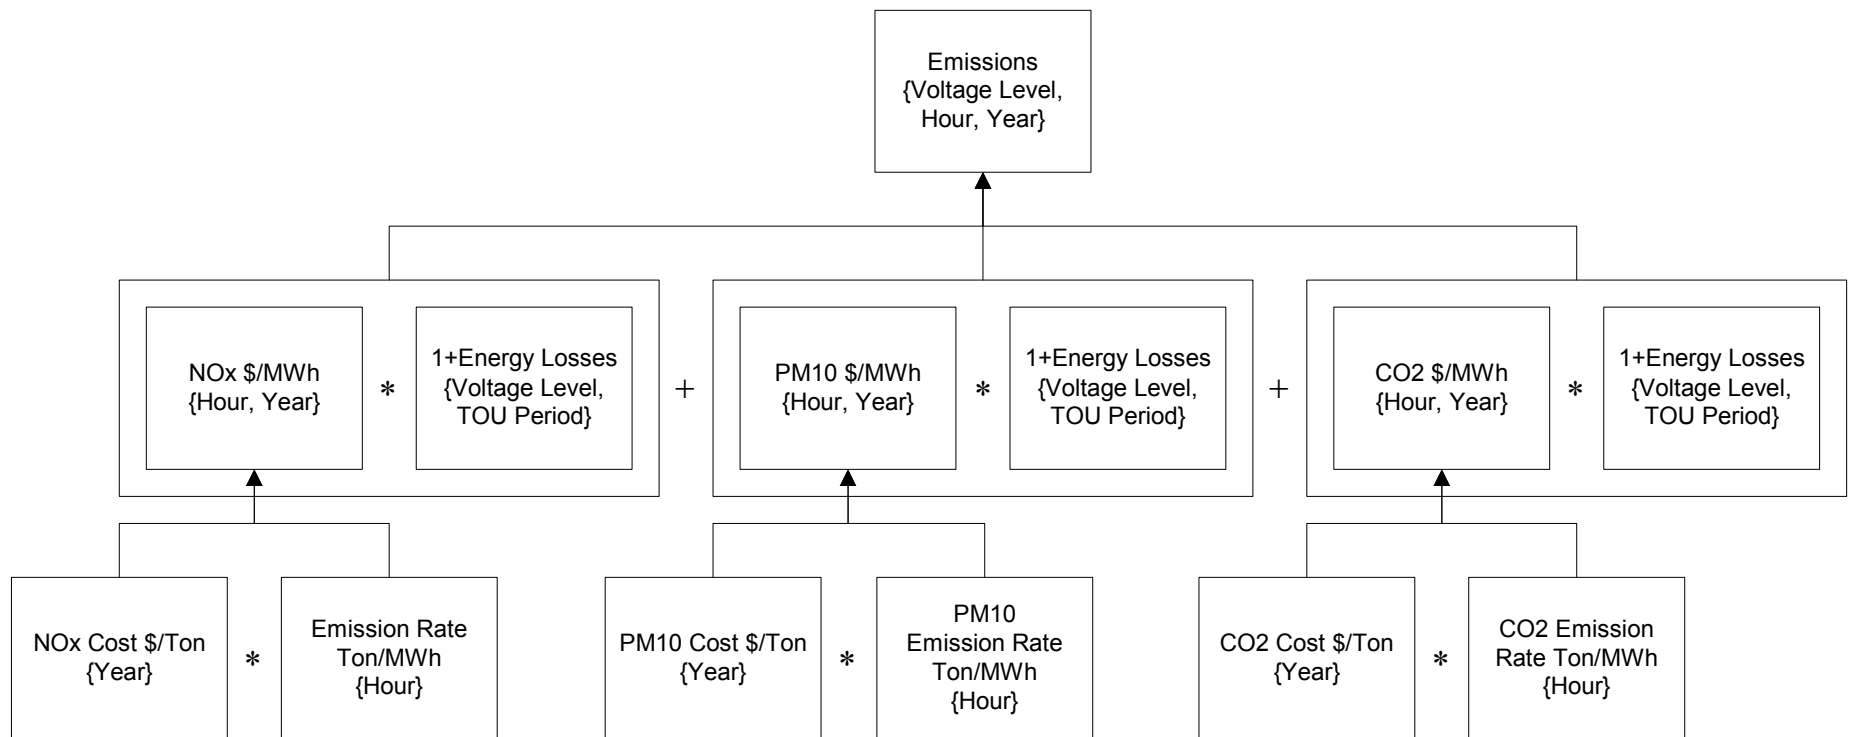 Emissions
{Voltage Level,
Hour, Year}
NOx $/MWh
{Hour, Year}
*
1+Energy Losses
{Voltage Level,
TOU Period}
+
PM10 $/MWh
{Hour, Year}
*
1+Energy Losses
{Voltage Level,
TOU Period}
+
CO2 $/MWh
{Hour, Year}
*
1+Energy Losses
{Voltage Level,
TOU Period}
NOx Cost $/Ton
{Year}
*
Emission Rate
Ton/MWh
{Hour}
PM10 Cost $/Ton
{Year}
*
PM10
Emission Rate
Ton/MWh
{Hour}
CO2 Cost $/Ton
{Year}
*
CO2 Emission
Rate Ton/MWh
{Hour}